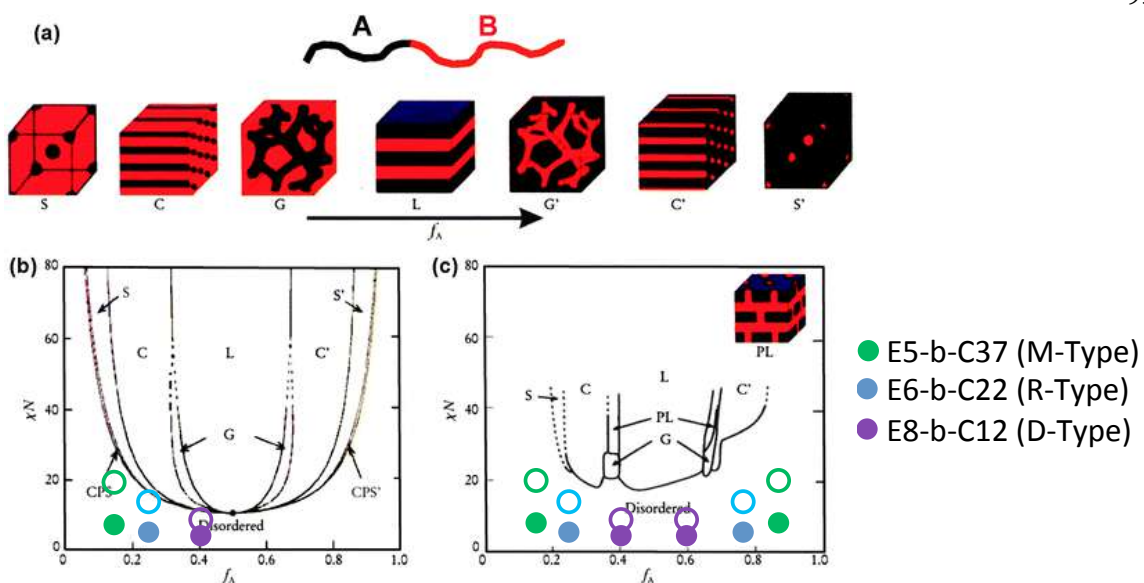 (a)
A B
S C G L G' C' S'
fA
(b)
80
60
40
20
0
χN
S
C
L
C'
S'
G
CPS
CPS'
Disordered
0 0.2 0.4 0.6 0.8 1.0
fA
(c)
80
60
40
20
0
χN
S
C
L
C'
PL
G
PL
Disordered
0 0.2 0.4 0.6 0.8 1.0
fA
E5-b-C37 (M-Type)
E6-b-C22 (R-Type)
E8-b-C12 (D-Type)